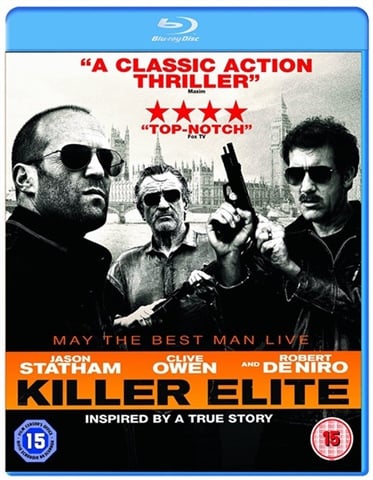 Blu-ray Disc
"A CLASSIC ACTION
THRILLER"
Maxim
"TOP-NOTCH"
Fox TV
MAY THE BEST MAN LIVE
JASON STATHAM
CLIVE OWEN
AND ROBERT DE NIRO
KILLER ELITE
INSPIRED BY A TRUE STORY
15
15